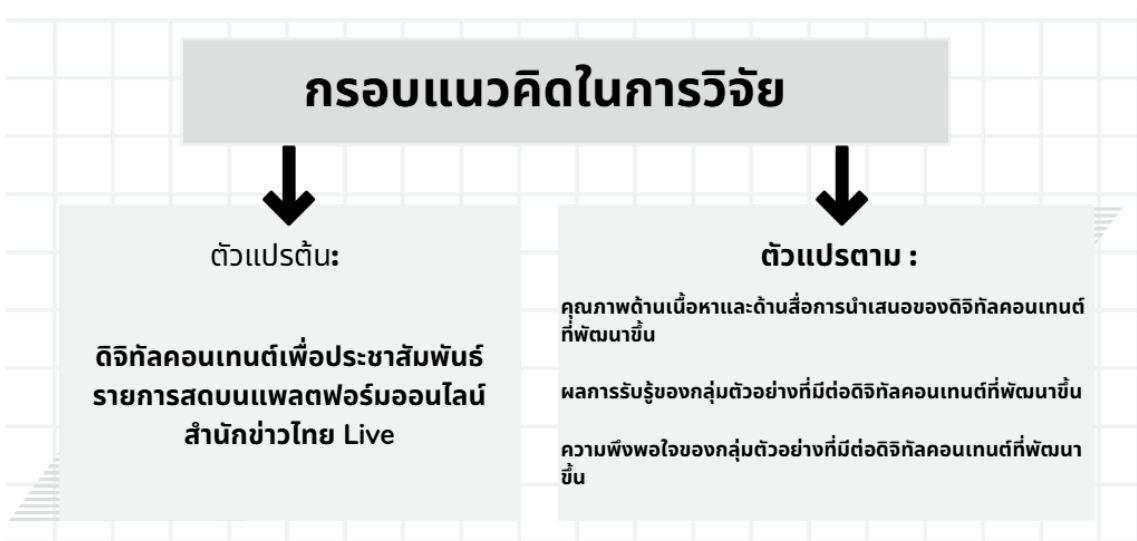 กรอบแนวคิดในการวิจัย
ตัวแปรต้น:
ดิจิทัลคอนเทนต์เพื่อประชาสัมพันธ์
รายการสดบนแพลตฟอร์มออนไลน์
สำนักข่าวไทย Live
ตัวแปรตาม :
คุณภาพด้านเนื้อหาและด้านสื่อการนำเสนอของดิจิทัลคอนเทนต์
ที่พัฒนาขึ้น
ผลการรับรู้ของกลุ่มตัวอย่างที่มีต่อดิจิทัลคอนเทนต์ที่พัฒนาขึ้น
ความพึงพอใจของกลุ่มตัวอย่างที่มีต่อดิจิทัลคอนเทนต์ที่พัฒนา
ขึ้น